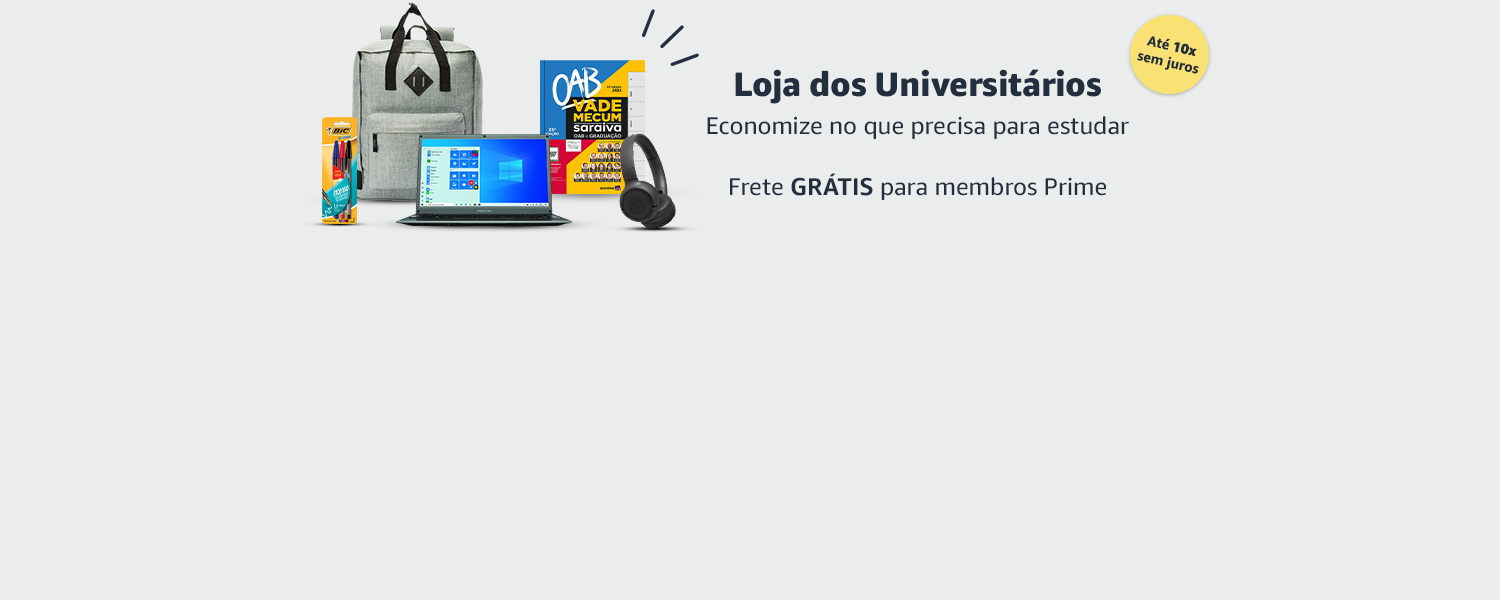 Até 10x
sem juros
Loja dos Universitários
Economize no que precisa para estudar
Frete GRÁTIS para membros Prime
OAB
VADE
MECUM
saraiva
OAB e GRADUAÇÃO
BIC